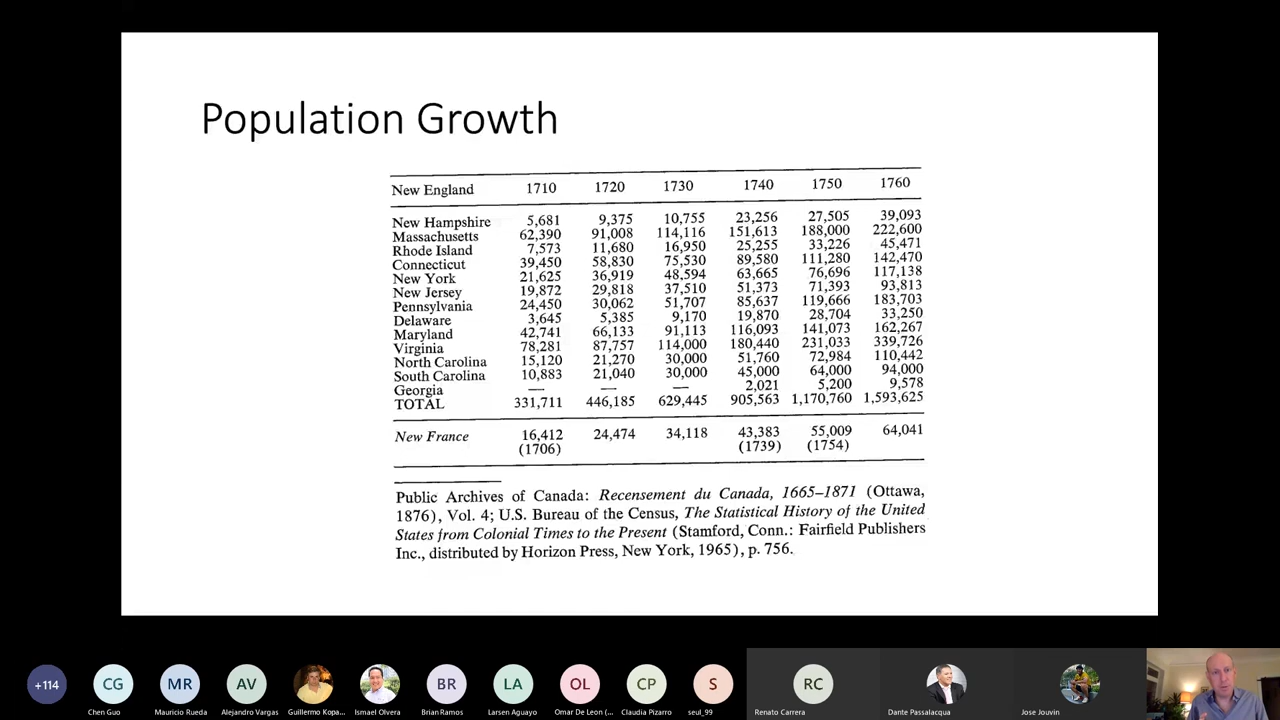 Population Growth
New England 1710 1720 1730 1740 1750 1760
New Hampshire 5,681 9,375 10,755 23,256 27,505 39,093
Massachusetts 62,390 91,008 114,116 151,613 188,000 222,600
Rhode Island 7,573 11,680 16,950 25,255 33,226 45,471
Connecticut 39,450 58,830 75,530 89,580 111,280 142,470
New York 21,625 36,919 48,594 63,665 76,696 117,138
New Jersey 19,872 29,818 37,510 51,373 71,393 93,813
Pennsylvania 24,450 30,062 51,707 85,637 119,666 183,703
Delaware 3,645 5,385 9,170 19,870 28,704 33,250
Maryland 42,741 66,133 91,113 116,093 141,073 162,267
Virginia 78,281 87,757 114,000 180,440 231,033 339,726
North Carolina 15,120 21,270 30,000 51,760 72,984 110,442
South Carolina 10,883 21,040 30,000 45,000 64,000 94,000
Georgia — — — 2,021 5,200 9,578
TOTAL 331,711 446,185 629,445 905,563 1,170,760 1,593,625
New France 16,412 24,474 34,118 43,383 55,009 64,041
(1706) (1739) (1754)
Public Archives of Canada: Recensement du Canada, 1665–1871 (Ottawa,
1876), Vol. 4; U.S. Bureau of the Census, The Statistical History of the United
States from Colonial Times to the Present (Stamford, Conn.: Fairfield Publishers
Inc., distributed by Horizon Press, New York, 1965), p. 756.
+114 CG MR AV BR LA OL CP S RC
Chen Guo Mauricio Rueda Alejandro Vargas Guillermo Kopa... Ismael Olvera Brian Ramos Larsen Aguayo Omar De Leon (... Claudia Pizarro seul_99 Renato Carrera Dante Passalacqua Jose Jouvin